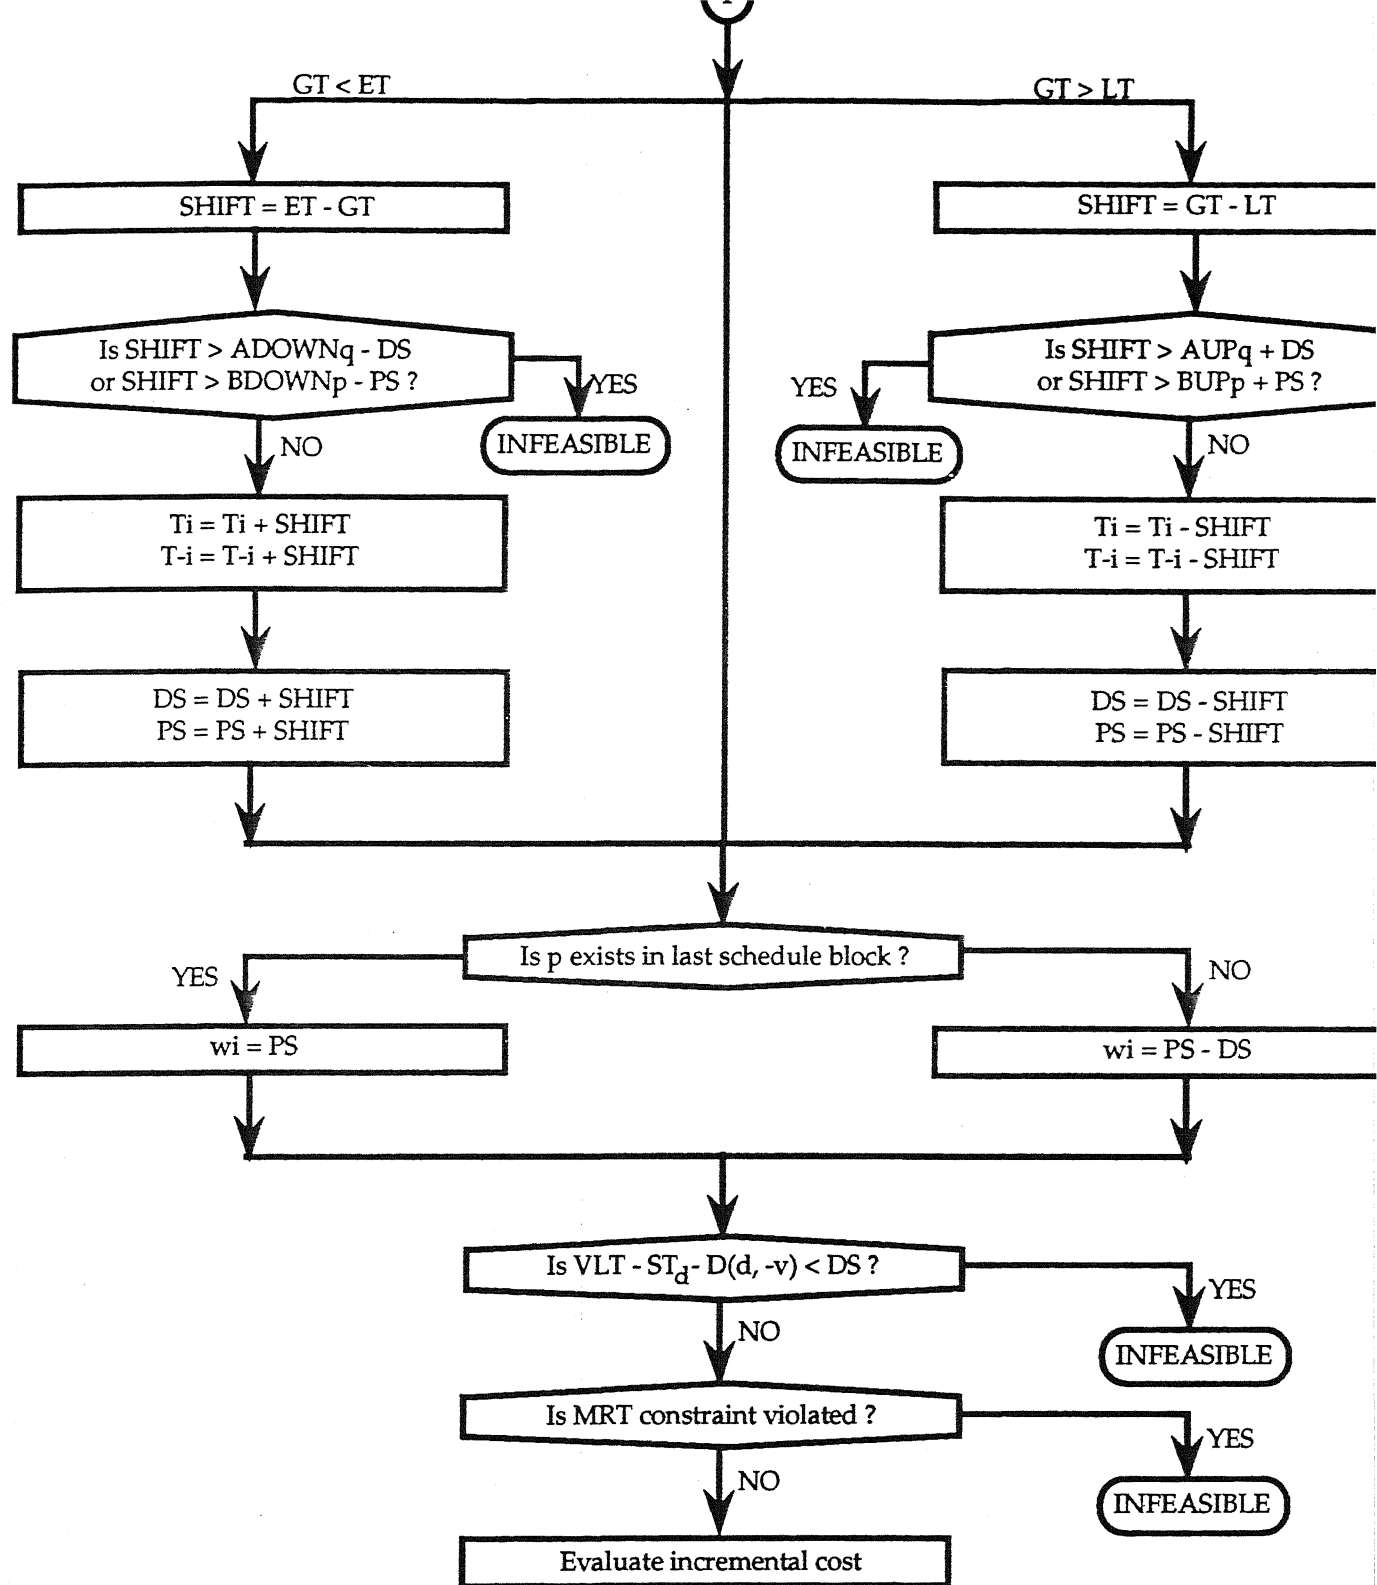 GT < ET
GT > LT
SHIFT = ET - GT
SHIFT = GT - LT
Is SHIFT > ADOWNq - DS
or SHIFT > BDOWNp - PS ?
YES
INFEASIBLE
Is SHIFT > AUPq + DS
or SHIFT > BUPp + PS ?
YES
INFEASIBLE
NO
NO
Ti = Ti + SHIFT
T-i = T-i + SHIFT
Ti = Ti - SHIFT
T-i = T-i - SHIFT
DS = DS + SHIFT
PS = PS + SHIFT
DS = DS - SHIFT
PS = PS - SHIFT
Is p exists in last schedule block ?
YES
NO
wi = PS
wi = PS - DS
Is VLT - STd - D(d, -v) < DS ?
YES
INFEASIBLE
NO
Is MRT constraint violated ?
YES
INFEASIBLE
NO
Evaluate incremental cost